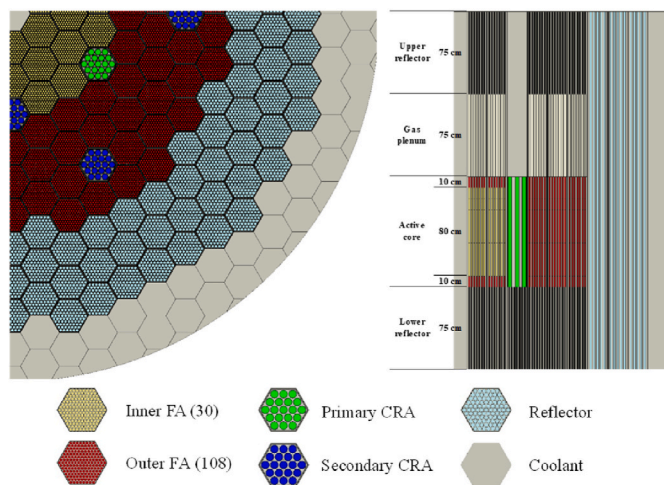 Upper
reflector
75 cm
Gas
plenum
75 cm
10 cm
Active
core
80 cm
10 cm
Lower
reflector
75 cm
Inner FA (30)
Primary CRA
Reflector
Outer FA (108)
Secondary CRA
Coolant